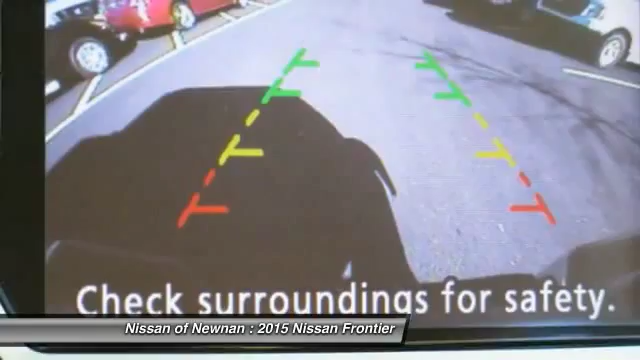 Check surroundings for safety.
Nissan of Newnan : 2015 Nissan Frontier